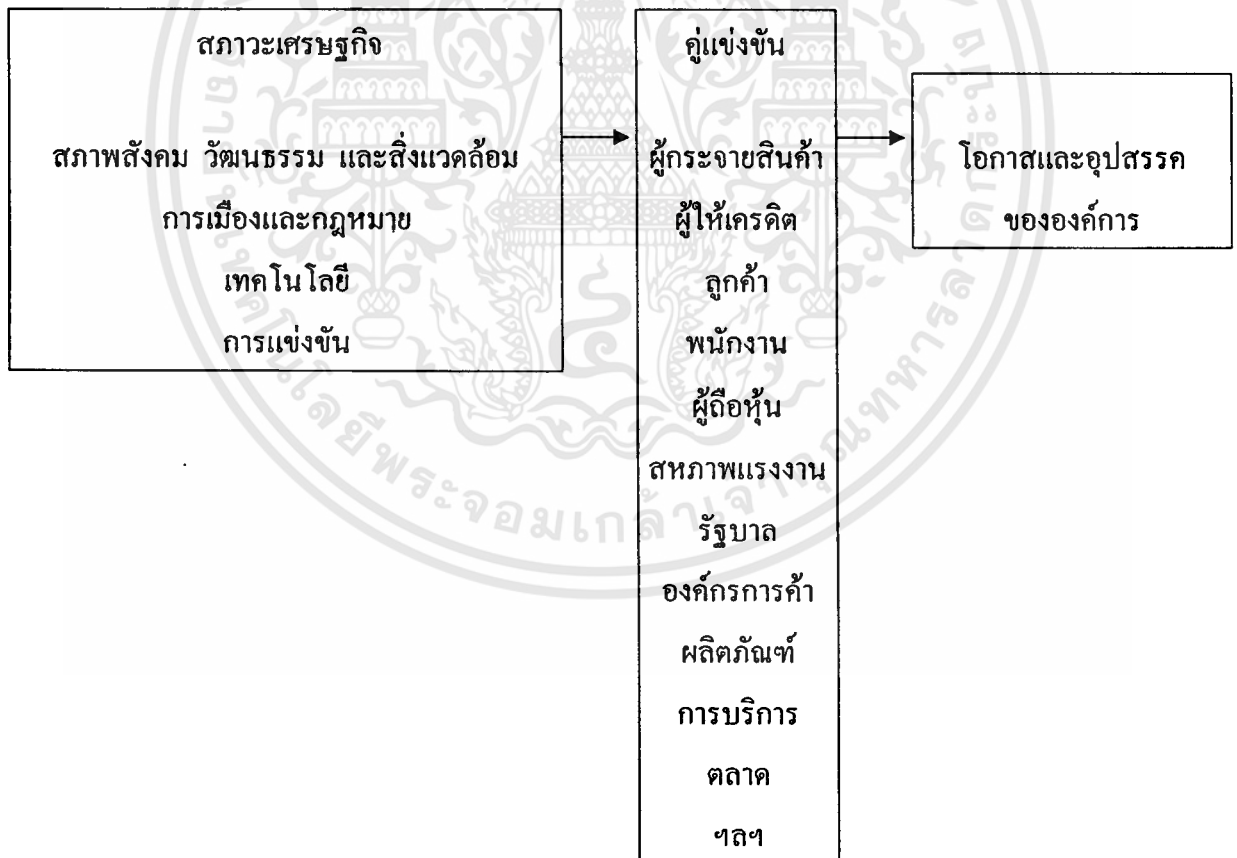 สภาวะเศรษฐกิจ
สภาพสังคม วัฒนธรรม และสิ่งแวดล้อม
การเมืองและกฎหมาย
เทคโนโลยี
การแข่งขัน
คู่แข่งขัน
ผู้กระจายสินค้า
ผู้ให้เครดิต
ลูกค้า
พนักงาน
ผู้ถือหุ้น
สหภาพแรงงาน
รัฐบาล
องค์กรการค้า
ผลิตภัณฑ์
การบริการ
ตลาด
ฯลฯ
โอกาสและอุปสรรค
ขององค์การ